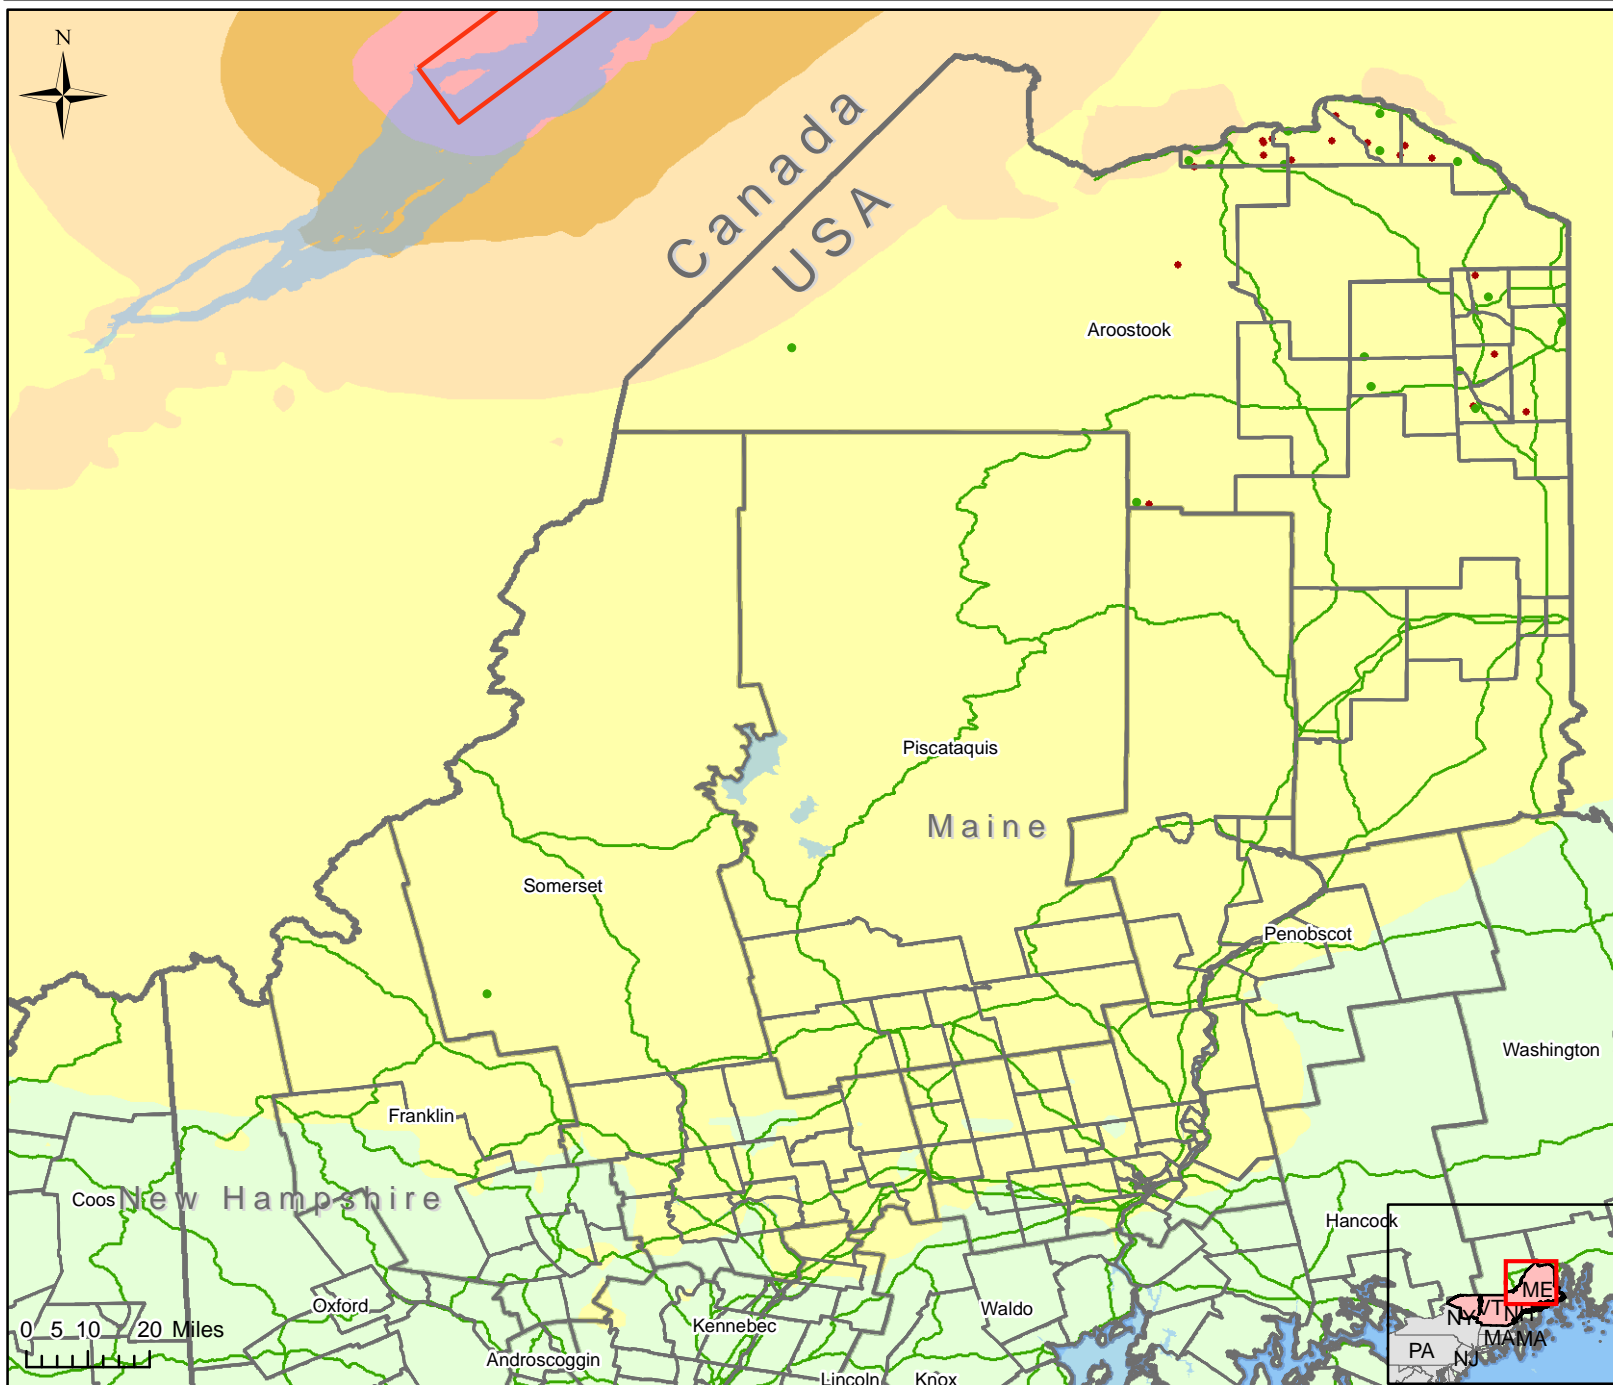 N
Canada
USA
Aroostook
Piscataquis
Maine
Somerset
Penobscot
Washington
Franklin
Coos
New Hampshire
Hancock
Oxford
0 5 10 20 Miles
Kennebec
Waldo
Androscoggin
Lincoln
Knox
ME
NY
VT
NH
MA
MA
PA
NJ